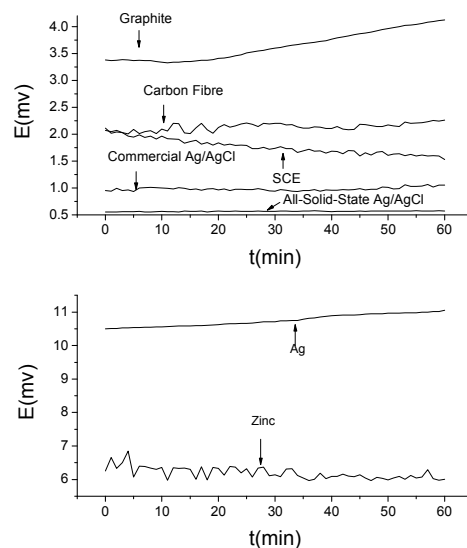 Graphite
4.0
3.5
3.0
Carbon Fibre
2.5
2.0
Commercial Ag/AgCl
1.5
SCE
1.0
All-Solid-State Ag/AgCl
0.5
0 10 20 30 40 50 60
E(mv)
t(min)
11
10
Ag
9
8
Zinc
7
6
0 10 20 30 40 50 60
E(mv)
t(min)